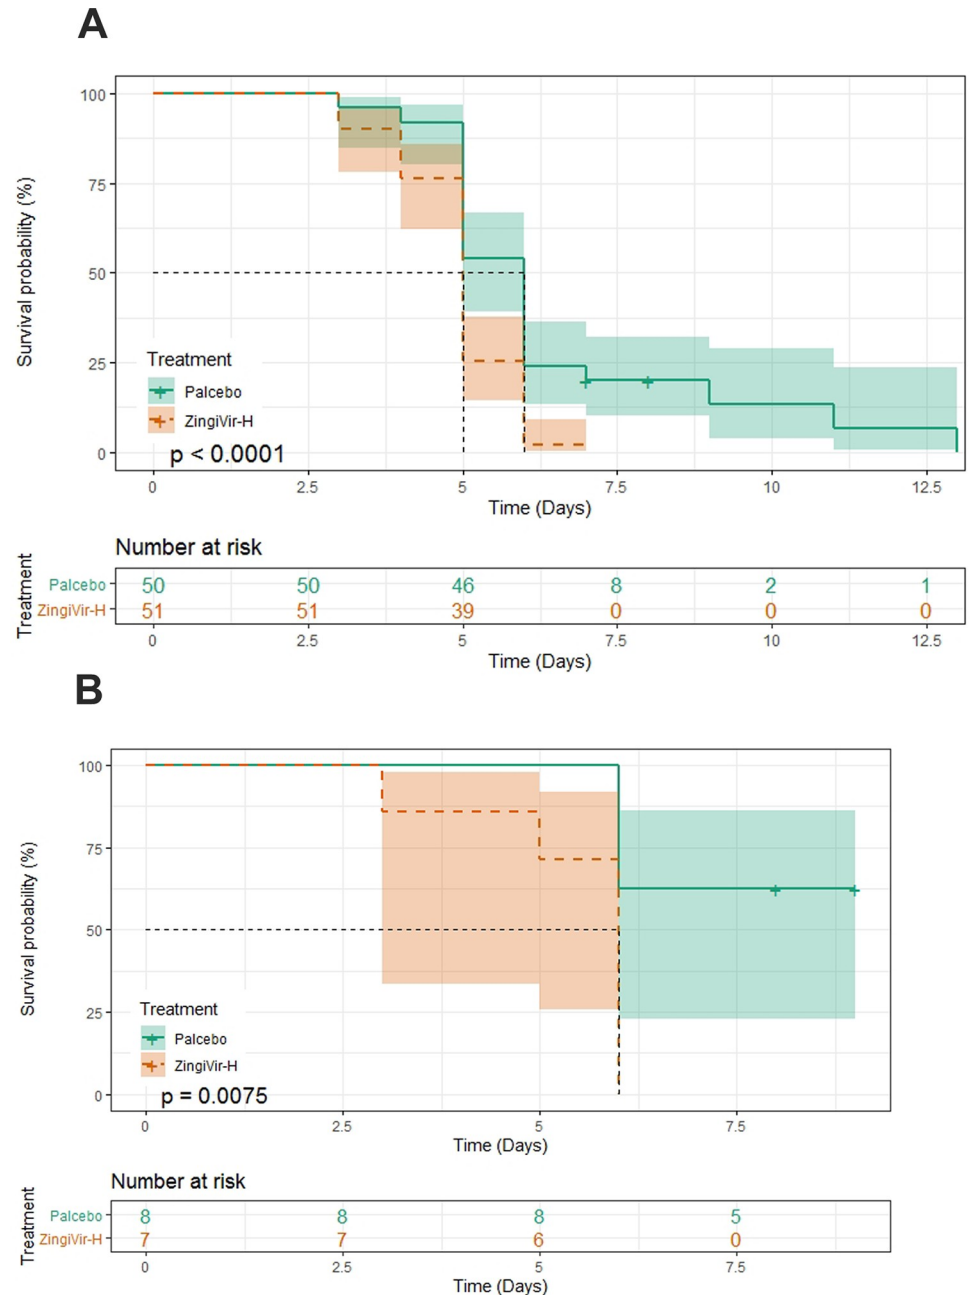 A
100
75
50
25
0
Survival probability (%)
Treatment
Palcebo
ZingiVir-H
p < 0.0001
0 2.5 5 7.5 10 12.5
Time (Days)
Number at risk
Treatment
Palcebo 50 50 46 8 2 1
ZingiVir-H 51 51 39 0 0 0
0 2.5 5 7.5 10 12.5
Time (Days)
B
100
75
50
25
0
Survival probability (%)
Treatment
Palcebo
ZingiVir-H
p = 0.0075
0 2.5 5 7.5
Time (Days)
Number at risk
Treatment
Palcebo 8 8 8 5
ZingiVir-H 7 7 6 0
0 2.5 5 7.5
Time (Days)